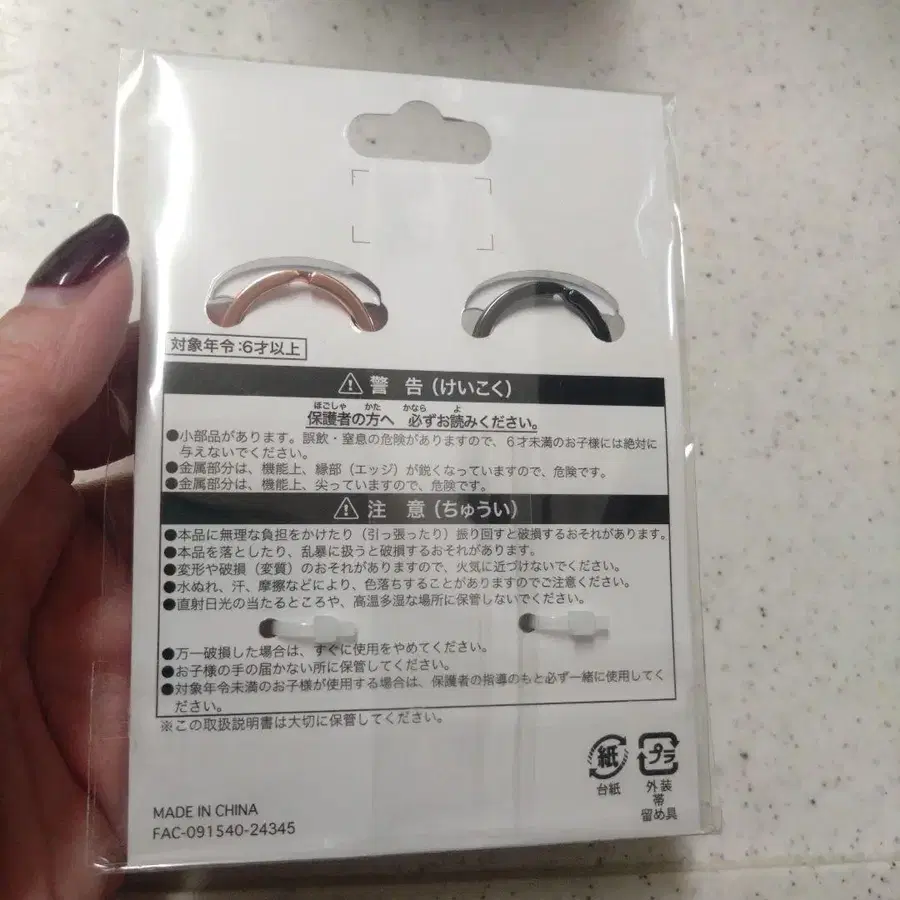 対象年令:6才以上
⚠警 告(けいこく)
ほごしゃ かた かなら よ
保護者の方へ 必ずお読みください。
●小部品があります。誤飲・窒息の危険がありますので、6才未満のお子様には絶対に
与えないでください。
●金属部分は、機能上、縁部（エッジ）が鋭くなっていますので、危険です。
●金属部分は、機能上、尖っていますので、危険です。
⚠注 意(ちゅうい)
●本品に無理な負担をかけたり（引っ張ったり）振り回すと破損するおそれがあります。
●本品を落としたり、乱暴に扱うと破損するおそれがあります。
●変形や破損（変質）のおそれがありますので、火気に近づけないでください。
●水ぬれ、汗、摩擦などにより、色落ちすることがありますのでご注意ください。
●直射日光の当たるところや、高温多湿な場所に保管しないでください。
●万一破損した場合は、すぐに使用をやめてください。
●お子様の手の届かない所に保管してください。
●対象年令未満のお子様が使用する場合は、保護者の指導のもと必ず一緒に使用してく
ださい。
※この取扱説明書は大切に保管してください。
紙
台紙
プラ
外装
帯
留め具
MADE IN CHINA
FAC-091540-24345